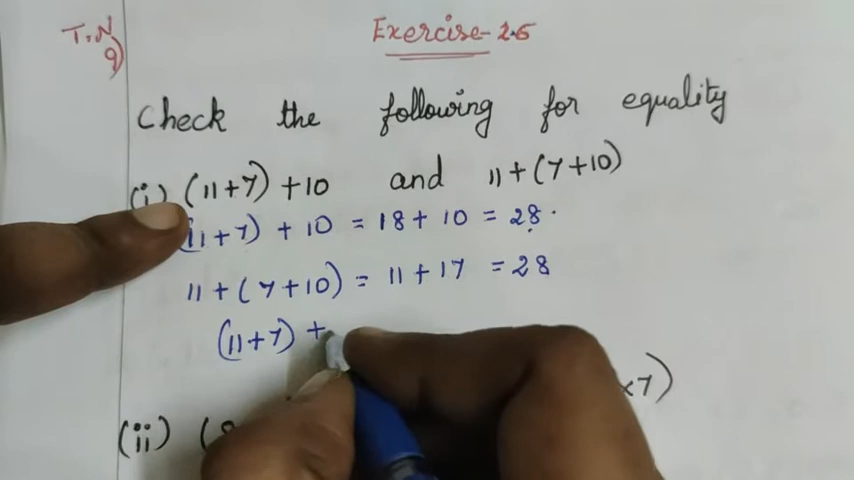 T.N Exercise-2.5
9)
Check the following for equality
(i) (11+7)+10 and 11+(7+10)
(11+7) + 10 = 18+10 = 28.
11+(7+10) = 11+17 = 28
(11+7) +
×7)
(ii) (